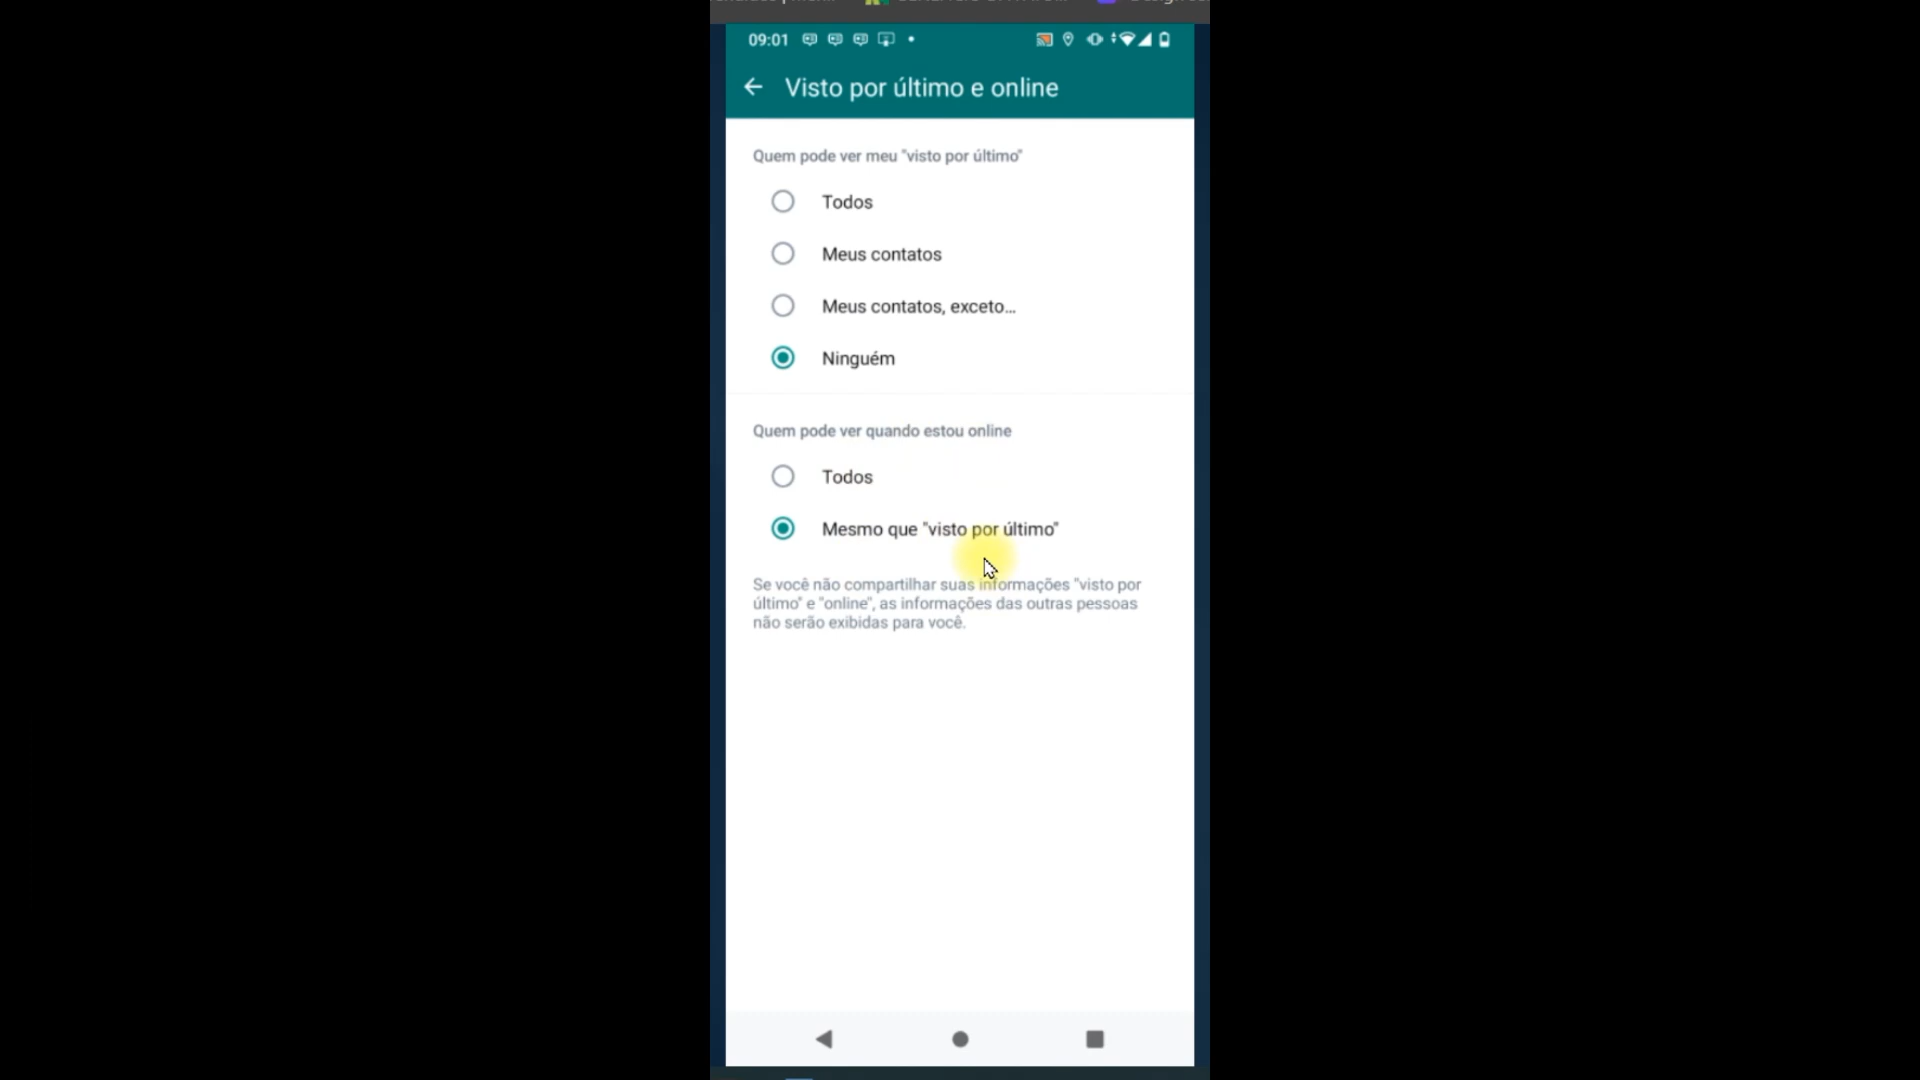 09:01
Visto por último e online
Quem pode ver meu "visto por último"
Todos
Meus contatos
Meus contatos, exceto...
Ninguém
Quem pode ver quando estou online
Todos
Mesmo que "visto por último"
Se você não compartilhar suas informações "visto por
último" e "online", as informações das outras pessoas
não serão exibidas para você.